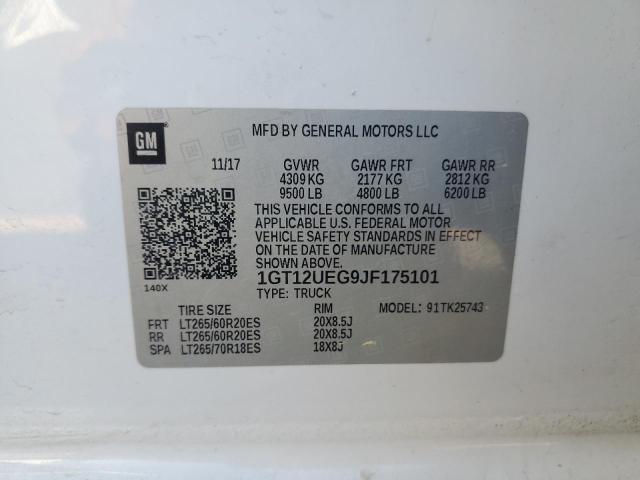 GM
MFD BY GENERAL MOTORS LLC
11/17 GVWR GAWR FRT GAWR RR
4309 KG 2177 KG 2812 KG
9500 LB 4800 LB 6200 LB
THIS VEHICLE CONFORMS TO ALL
APPLICABLE U.S. FEDERAL MOTOR
VEHICLE SAFETY STANDARDS IN EFFECT
ON THE DATE OF MANUFACTURE
SHOWN ABOVE.
140X
1GT12UEG9JF175101
TYPE: TRUCK MODEL: 91TK25743
TIRE SIZE RIM
FRT LT265/60R20ES 20X8.5J
RR LT265/60R20ES 20X8.5J
SPA LT265/70R18ES 18X8J